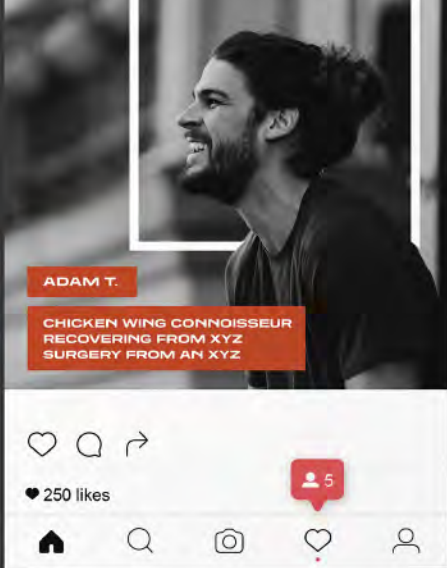 ADAM T.
CHICKEN WING CONNOISSEUR
RECOVERING FROM XYZ
SURGERY FROM AN XYZ
250 likes
5